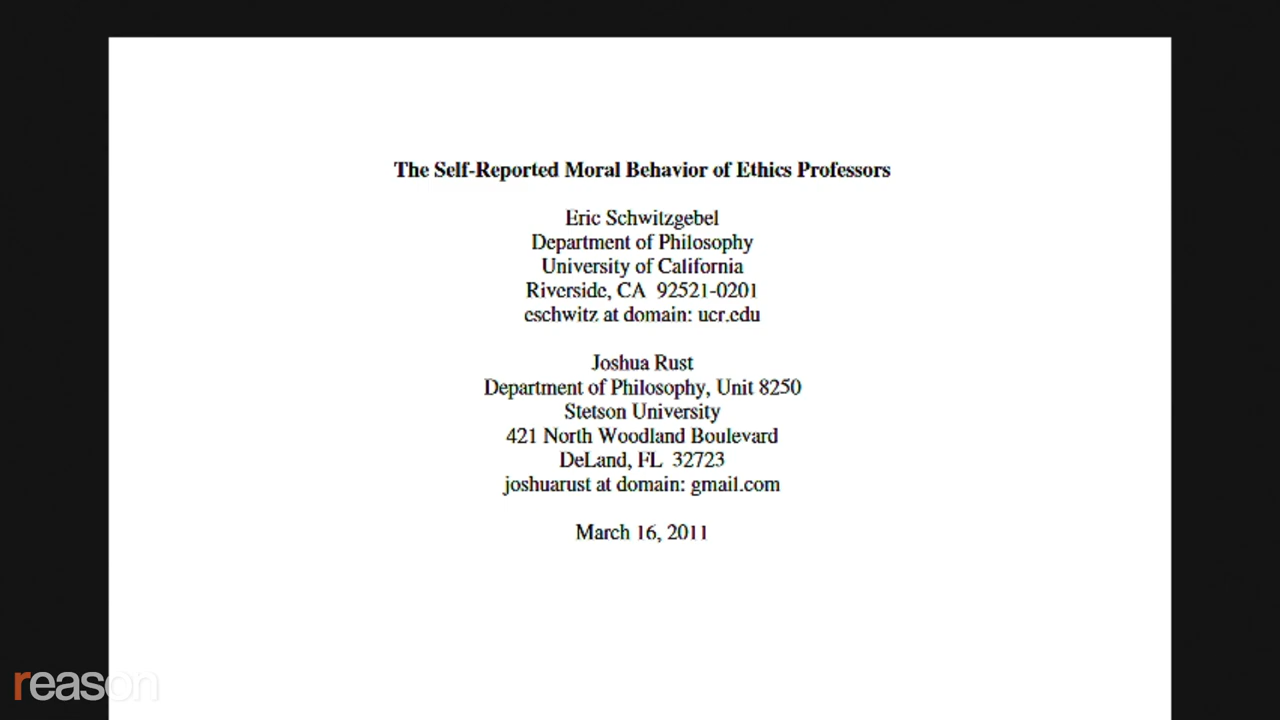 The Self-Reported Moral Behavior of Ethics Professors
Eric Schwitzgebel
Department of Philosophy
University of California
Riverside, CA 92521-0201
eschwitz at domain: ucr.edu
Joshua Rust
Department of Philosophy, Unit 8250
Stetson University
421 North Woodland Boulevard
DeLand, FL 32723
joshuarust at domain: gmail.com
March 16, 2011
reason